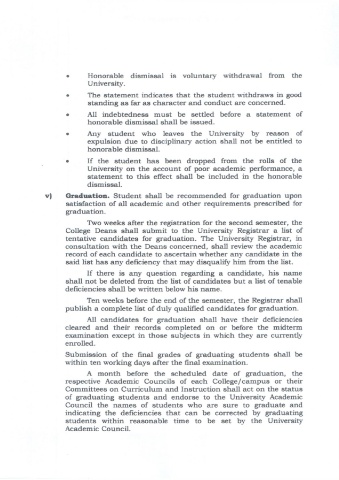 • Honorable dismissal is voluntary withdrawal from the
University.
• The statement indicates that the student withdraws in good
standing as far as character and conduct are concerned.
• All indebtedness must be settled before a statement of
honorable dismissal shall be issued.
• Any student who leaves the University by reason of
expulsion due to disciplinary action shall not be entitled to
honorable dismissal.
• If the student has been dropped from the rolls of the
University on the account of poor academic performance, a
statement to this effect shall be included in the honorable
dismissal.
v) Graduation. Student shall be recommended for graduation upon
satisfaction of all academic and other requirements prescribed for
graduation.
Two weeks after the registration for the second semester, the
College Deans shall submit to the University Registrar a list of
tentative candidates for graduation. The University Registrar, in
consultation with the Deans concerned, shall review the academic
record of each candidate to ascertain whether any candidate in the
said list has any deficiency that may disqualify him from the list.
If there is any question regarding a candidate, his name
shall not be deleted from the list of candidates but a list of tenable
deficiencies shall be written below his name.
Ten weeks before the end of the semester, the Registrar shall
publish a complete list of duly qualified candidates for graduation.
All candidates for graduation shall have their deficiencies
cleared and their records completed on or before the midterm
examination except in those subjects in which they are currently
enrolled.
Submission of the final grades of graduating students shall be
within ten working days after the final examination.
A month before the scheduled date of graduation, the
respective Academic Councils of each College/campus or their
Committees on Curriculum and Instruction shall act on the status
of graduating students and endorse to the University Academic
Council the names of students who are sure to graduate and
indicating the deficiencies that can be corrected by graduating
students within reasonable time to be set by the University
Academic Council.